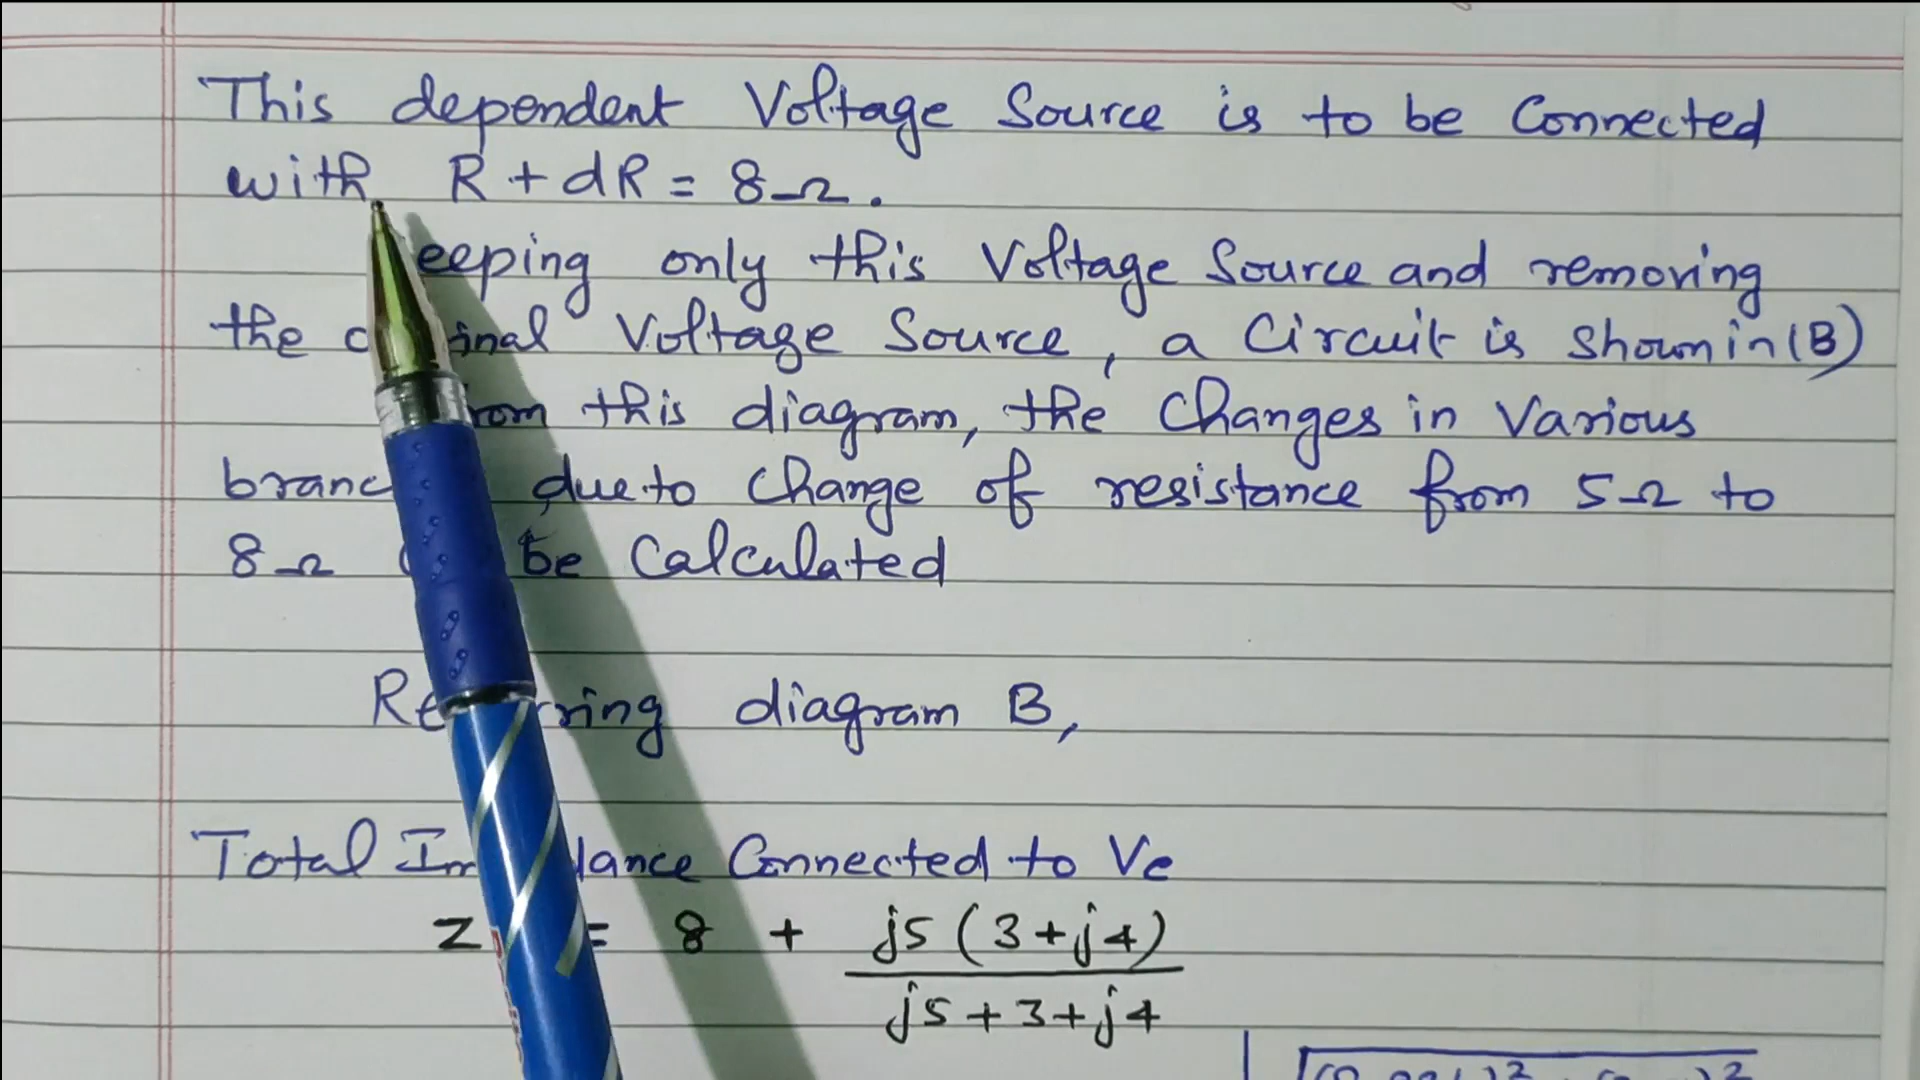 This dependent Voltage Source is to be Connected
with R + dR = 8Ω.
eeping only this Voltage Source and removing
the inal Voltage Source, a Circuit is shown in (B)
rom this diagram, the Changes in Various
branc due to Change of resistance from 5Ω to
8Ω be Calculated
Re rring diagram B,
Total Im dance Connected to Ve
Z = 8 + j5 (3+j4)
j5 + 3 + j4